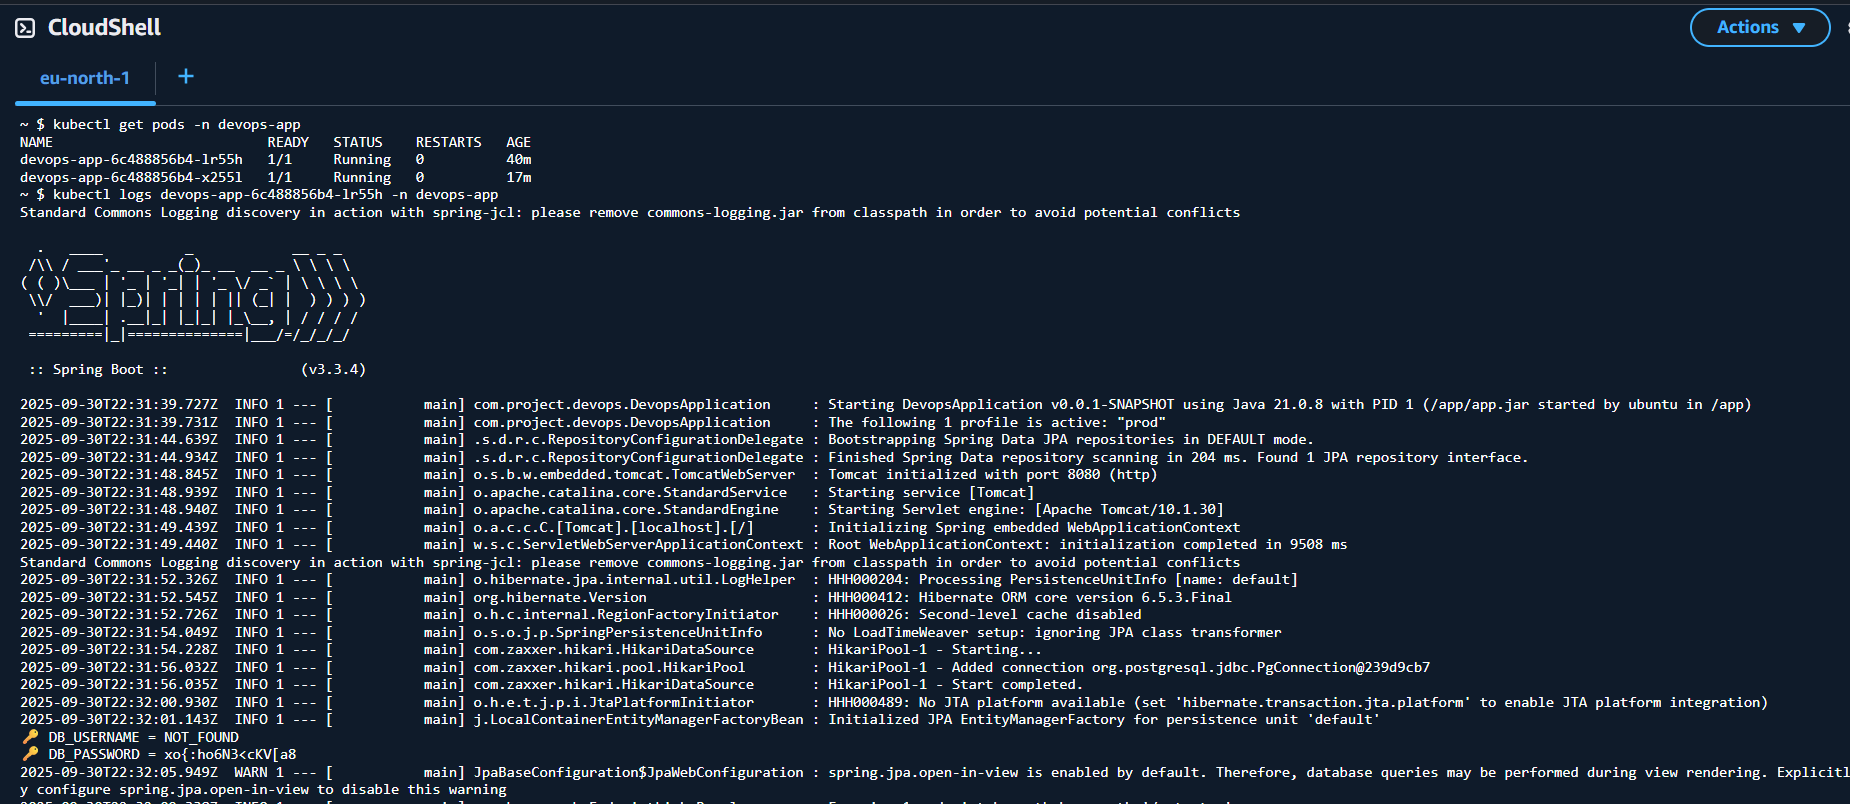 CloudShell
Actions
eu-north-1
+
~ $ kubectl get pods -n devops-app
NAME                          READY   STATUS    RESTARTS   AGE
devops-app-6c488856b4-lr55h   1/1     Running   0          40m
devops-app-6c488856b4-x255l   1/1     Running   0          17m
~ $ kubectl logs devops-app-6c488856b4-lr55h -n devops-app
Standard Commons Logging discovery in action with spring-jcl: please remove commons-logging.jar from classpath in order to avoid potential conflicts
  .   ____          _            __ _ _
 /\\ / ___'_ __ _ _(_)_ __  __ _ \ \ \ \
( ( )\___ | '_ | '_| | '_ \/ _` | \ \ \ \
 \\/  ___)| |_)| | | | | || (_| |  ) ) ) )
  '  |____| .__|_| |_|_| |_\__, | / / / /
 =========|_|==============|___/=/_/_/_/
 :: Spring Boot ::                (v3.3.4)
2025-09-30T22:31:39.727Z  INFO 1 --- [           main] com.project.devops.DevopsApplication     : Starting DevopsApplication v0.0.1-SNAPSHOT using Java 21.0.8 with PID 1 (/app/app.jar started by ubuntu in /app)
2025-09-30T22:31:39.731Z  INFO 1 --- [           main] com.project.devops.DevopsApplication     : The following 1 profile is active: "prod"
2025-09-30T22:31:44.639Z  INFO 1 --- [           main] .s.d.r.c.RepositoryConfigurationDelegate : Bootstrapping Spring Data JPA repositories in DEFAULT mode.
2025-09-30T22:31:44.934Z  INFO 1 --- [           main] .s.d.r.c.RepositoryConfigurationDelegate : Finished Spring Data repository scanning in 204 ms. Found 1 JPA repository interface.
2025-09-30T22:31:48.845Z  INFO 1 --- [           main] o.s.b.w.embedded.tomcat.TomcatWebServer  : Tomcat initialized with port 8080 (http)
2025-09-30T22:31:48.939Z  INFO 1 --- [           main] o.apache.catalina.core.StandardService   : Starting service [Tomcat]
2025-09-30T22:31:48.940Z  INFO 1 --- [           main] o.apache.catalina.core.StandardEngine    : Starting Servlet engine: [Apache Tomcat/10.1.30]
2025-09-30T22:31:49.439Z  INFO 1 --- [           main] o.a.c.c.C.[Tomcat].[localhost].[/]       : Initializing Spring embedded WebApplicationContext
2025-09-30T22:31:49.440Z  INFO 1 --- [           main] w.s.c.ServletWebServerApplicationContext : Root WebApplicationContext: initialization completed in 9508 ms
Standard Commons Logging discovery in action with spring-jcl: please remove commons-logging.jar from classpath in order to avoid potential conflicts
2025-09-30T22:31:52.326Z  INFO 1 --- [           main] o.hibernate.jpa.internal.util.LogHelper  : HHH000204: Processing PersistenceUnitInfo [name: default]
2025-09-30T22:31:52.545Z  INFO 1 --- [           main] org.hibernate.Version                    : HHH000412: Hibernate ORM core version 6.5.3.Final
2025-09-30T22:31:52.726Z  INFO 1 --- [           main] o.h.c.internal.RegionFactoryInitiator    : HHH000026: Second-level cache disabled
2025-09-30T22:31:54.049Z  INFO 1 --- [           main] o.s.o.j.p.SpringPersistenceUnitInfo      : No LoadTimeWeaver setup: ignoring JPA class transformer
2025-09-30T22:31:54.228Z  INFO 1 --- [           main] com.zaxxer.hikari.HikariDataSource       : HikariPool-1 - Starting...
2025-09-30T22:31:56.032Z  INFO 1 --- [           main] com.zaxxer.hikari.pool.HikariPool        : HikariPool-1 - Added connection org.postgresql.jdbc.PgConnection@239d9cb7
2025-09-30T22:31:56.035Z  INFO 1 --- [           main] com.zaxxer.hikari.HikariDataSource       : HikariPool-1 - Start completed.
2025-09-30T22:32:00.930Z  INFO 1 --- [           main] o.h.e.t.j.p.i.JtaPlatformInitiator       : HHH000489: No JTA platform available (set 'hibernate.transaction.jta.platform' to enable JTA platform integration)
2025-09-30T22:32:01.143Z  INFO 1 --- [           main] j.LocalContainerEntityManagerFactoryBean : Initialized JPA EntityManagerFactory for persistence unit 'default'
🔑 DB_USERNAME = NOT_FOUND
🔑 DB_PASSWORD = xo{:ho6N3<cKV[a8
2025-09-30T22:32:05.949Z  WARN 1 --- [           main] JpaBaseConfiguration$JpaWebConfiguration : spring.jpa.open-in-view is enabled by default. Therefore, database queries may be performed during view rendering. Explicitl
y configure spring.jpa.open-in-view to disable this warning